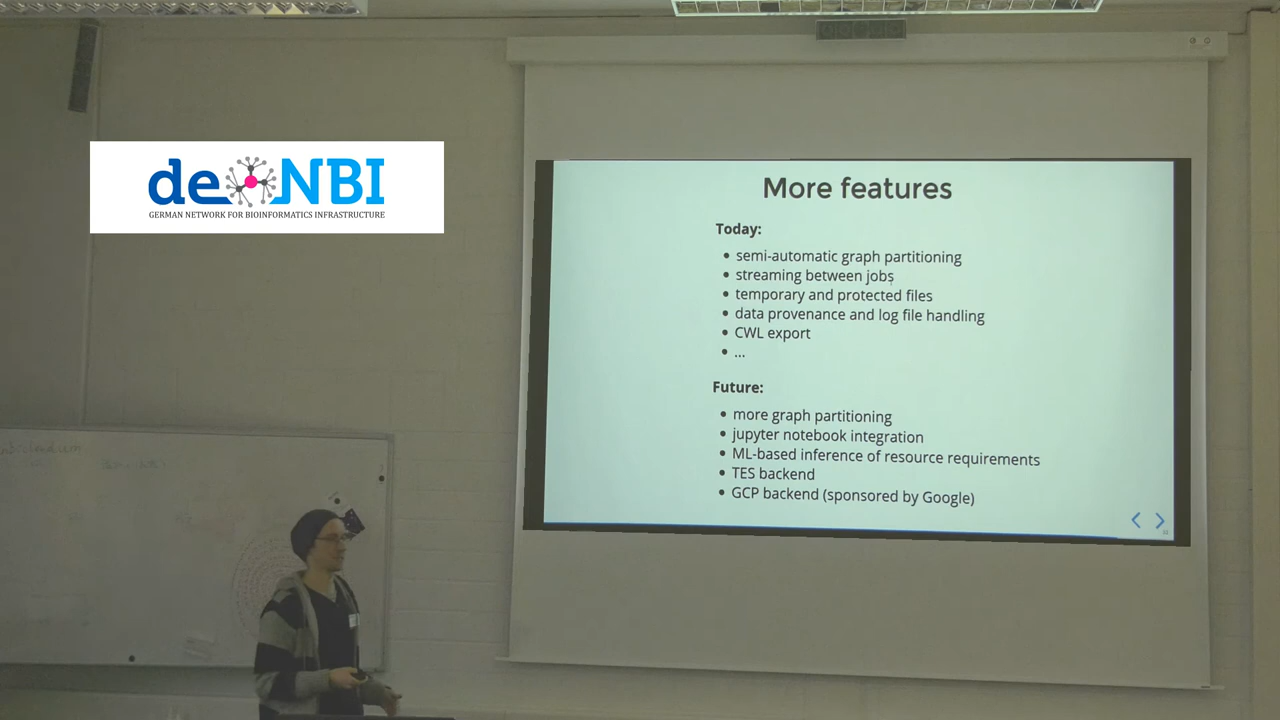 de NBI
GERMAN NETWORK FOR BIOINFORMATICS INFRASTRUCTURE
More features
Today:
• semi-automatic graph partitioning
• streaming between jobs
• temporary and protected files
• data provenance and log file handling
• CWL export
• ...
Future:
• more graph partitioning
• jupyter notebook integration
• ML-based inference of resource requirements
• TES backend
• GCP backend (sponsored by Google)